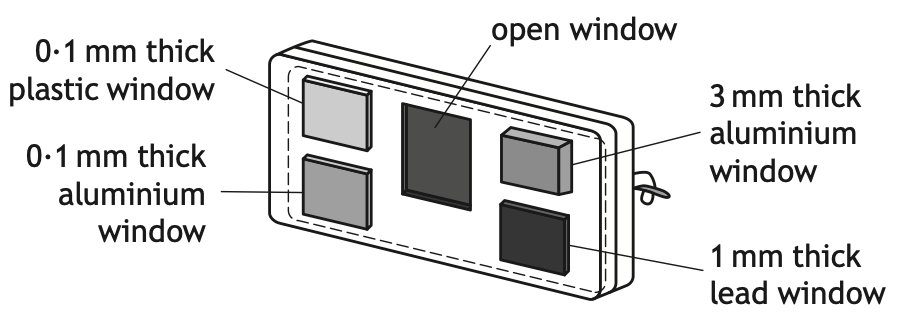 0·1 mm thick
plastic window
0·1 mm thick
aluminium
window
open window
3 mm thick
aluminium
window
1 mm thick
lead window